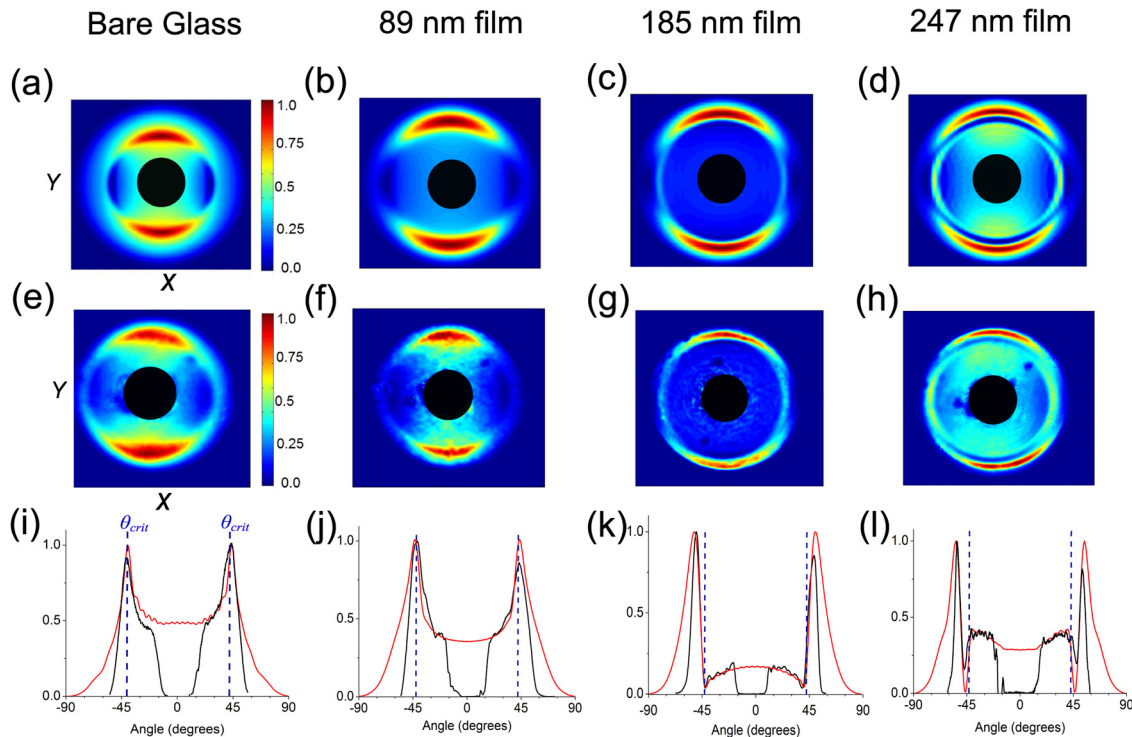 Bare Glass 89 nm film 185 nm film 247 nm film
(a) (b) (c) (d)
1.0
0.75
0.5
0.25
0.0
Y
X
(e) (f) (g) (h)
1.0
0.75
0.5
0.25
0.0
Y
X
(i) (j) (k) (l)
θcrit θcrit
1.0
0.5
0.0
-90 -45 0 45 90
Angle (degrees)
1.0
0.5
0.0
-90 -45 0 45 90
Angle (degrees)
1.0
0.5
0.0
-90 -45 0 45 90
Angle (degrees)
1.0
0.5
0.0
-90 -45 0 45 90
Angle (degrees)